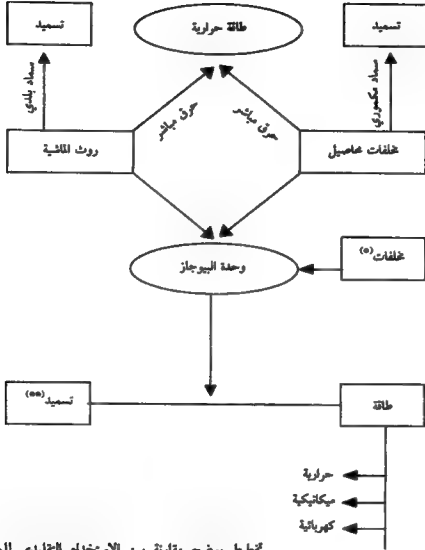 تسميد
طاقة حرارية
تسميد
سماد بلدي
حرق مباشر
حرق مباشر
سماد مكموري
روث الماشية
مخلفات محاصيل
وحدة البيوجاز
مخلفات(*)
تسميد(**)
طاقة
حرارية
ميكانيكية
كهربائية